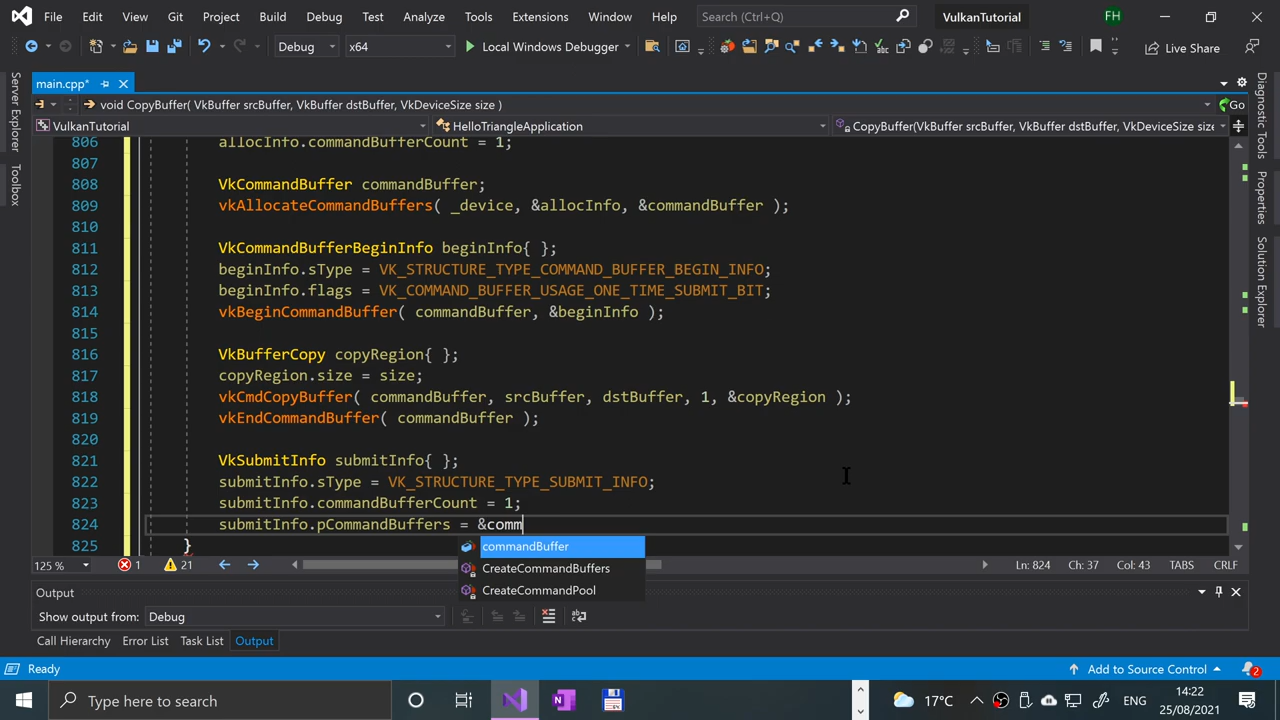 File Edit View Git Project Build Debug Test Analyze Tools Extensions Window Help Search (Ctrl+Q) VulkanTutorial FH
Debug x64 Local Windows Debugger Live Share
main.cpp*
void CopyBuffer( VkBuffer srcBuffer, VkBuffer dstBuffer, VkDeviceSize size ) Go
VulkanTutorial HelloTriangleApplication CopyBuffer(VkBuffer srcBuffer, VkBuffer dstBuffer, VkDeviceSize size
Server Explorer
Toolbox
806 allocInfo.commandBufferCount = 1;
807
808 VkCommandBuffer commandBuffer;
809 vkAllocateCommandBuffers( _device, &allocInfo, &commandBuffer );
810
811 VkCommandBufferBeginInfo beginInfo{ };
812 beginInfo.sType = VK_STRUCTURE_TYPE_COMMAND_BUFFER_BEGIN_INFO;
813 beginInfo.flags = VK_COMMAND_BUFFER_USAGE_ONE_TIME_SUBMIT_BIT;
814 vkBeginCommandBuffer( commandBuffer, &beginInfo );
815
816 VkBufferCopy copyRegion{ };
817 copyRegion.size = size;
818 vkCmdCopyBuffer( commandBuffer, srcBuffer, dstBuffer, 1, &copyRegion );
819 vkEndCommandBuffer( commandBuffer );
820
821 VkSubmitInfo submitInfo{ };
822 submitInfo.sType = VK_STRUCTURE_TYPE_SUBMIT_INFO;
823 submitInfo.commandBufferCount = 1;
824 submitInfo.pCommandBuffers = &comm
825 }
commandBuffer
CreateCommandBuffers
CreateCommandPool
Diagnostic Tools
Properties
Solution Explorer
125 % 1 21 Ln: 824 Ch: 37 Col: 43 TABS CRLF
Output
Show output from: Debug
Call Hierarchy Error List Task List Output
Ready Add to Source Control 2
Type here to search 17°C ENG 14:22
25/08/2021